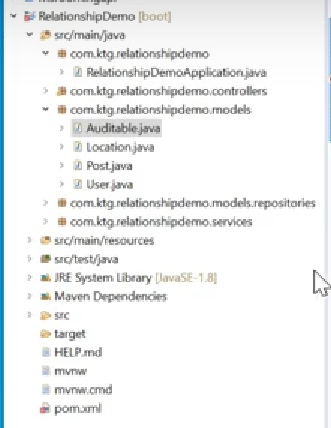 RelationshipDemo [boot]
src/main/java
com.ktg.relationshipdemo
RelationshipDemoApplication.java
com.ktg.relationshipdemo.controllers
com.ktg.relationshipdemo.models
Auditable.java
Location.java
Post.java
User.java
com.ktg.relationshipdemo.models.repositories
com.ktg.relationshipdemo.services
src/main/resources
src/test/java
JRE System Library [JavaSE-1.8]
Maven Dependencies
src
target
HELP.md
mvnw
mvnw.cmd
pom.xml